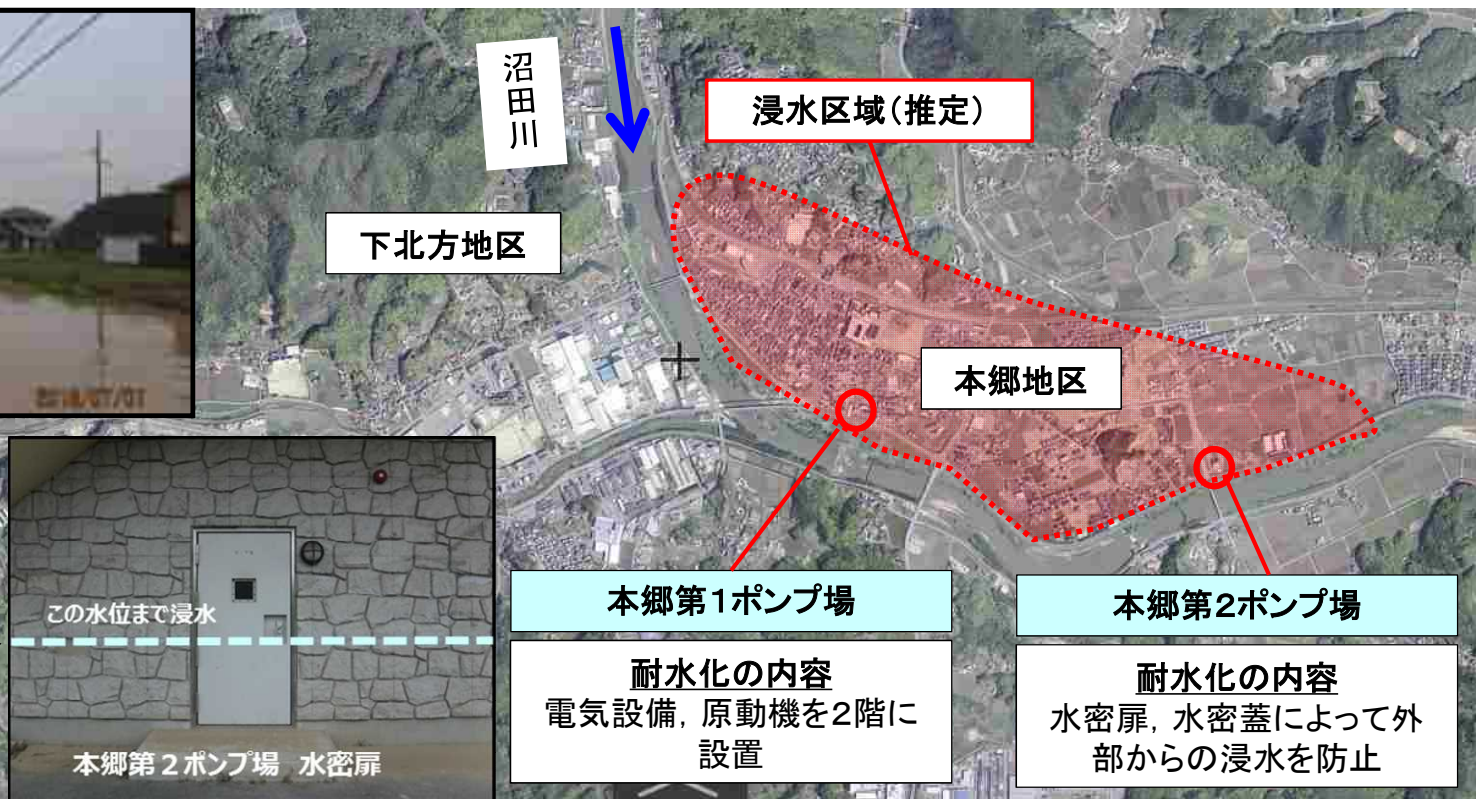 沼田川
浸水区域(推定)
下北方地区
本郷地区
この水位まで浸水
本郷第2ポンプ場 水密扉
本郷第1ポンプ場
耐水化の内容
電気設備，原動機を2階に
設置
本郷第2ポンプ場
耐水化の内容
水密扉，水密蓋によって外
部からの浸水を防止